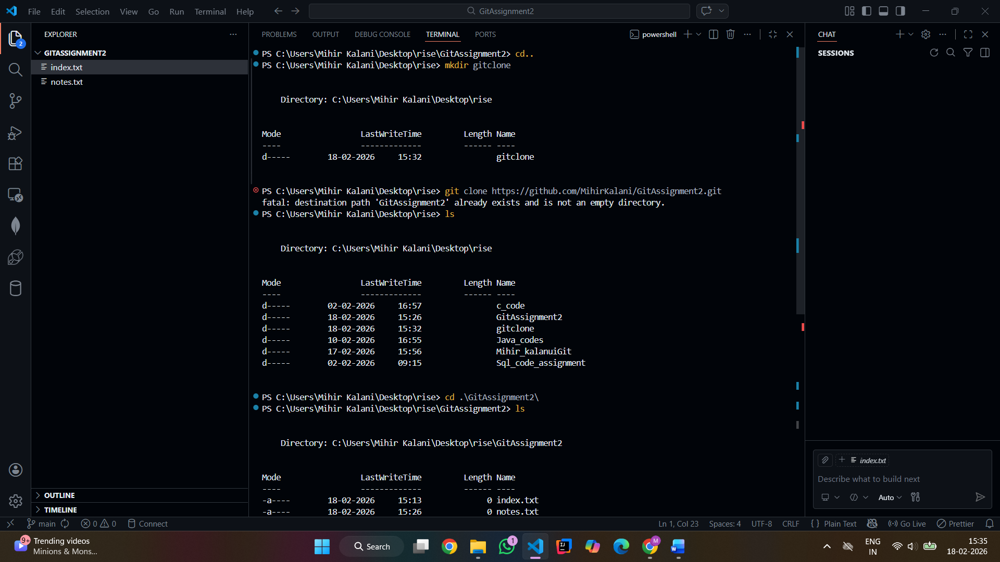 File Edit Selection View Go Run Terminal Help
GitAssignment2
2
EXPLORER
GITASSIGNMENT2
index.txt
notes.txt
OUTLINE
TIMELINE
PROBLEMS OUTPUT DEBUG CONSOLE TERMINAL PORTS
powershell
PS C:\Users\Mihir Kalani\Desktop\rise\GitAssignment2> cd..
PS C:\Users\Mihir Kalani\Desktop\rise> mkdir gitclone
Directory: C:\Users\Mihir Kalani\Desktop\rise
Mode LastWriteTime Length Name
---- ------------- ------ ----
d----- 18-02-2026 15:32 gitclone
PS C:\Users\Mihir Kalani\Desktop\rise> git clone https://github.com/MihirKalani/GitAssignment2.git
fatal: destination path 'GitAssignment2' already exists and is not an empty directory.
PS C:\Users\Mihir Kalani\Desktop\rise> ls
Directory: C:\Users\Mihir Kalani\Desktop\rise
Mode LastWriteTime Length Name
---- ------------- ------ ----
d----- 02-02-2026 16:57 c_code
d----- 18-02-2026 15:26 GitAssignment2
d----- 18-02-2026 15:32 gitclone
d----- 10-02-2026 16:55 Java_codes
d----- 17-02-2026 15:56 Mihir_kalanuiGit
d----- 02-02-2026 09:15 Sql_code_assignment
PS C:\Users\Mihir Kalani\Desktop\rise> cd .\GitAssignment2\
PS C:\Users\Mihir Kalani\Desktop\rise\GitAssignment2> ls
Directory: C:\Users\Mihir Kalani\Desktop\rise\GitAssignment2
Mode LastWriteTime Length Name
---- ------------- ------ ----
-a---- 18-02-2026 15:13 0 index.txt
-a---- 18-02-2026 15:26 0 notes.txt
CHAT
SESSIONS
index.txt
Describe what to build next
Auto
main 0 0 Connect
Ln 1, Col 23 Spaces: 4 UTF-8 CRLF {} Plain Text Go Live Prettier
9+
Trending videos
Minions & Mons...
Search
1
IJ
M
W
ENG
IN
15:35
18-02-2026